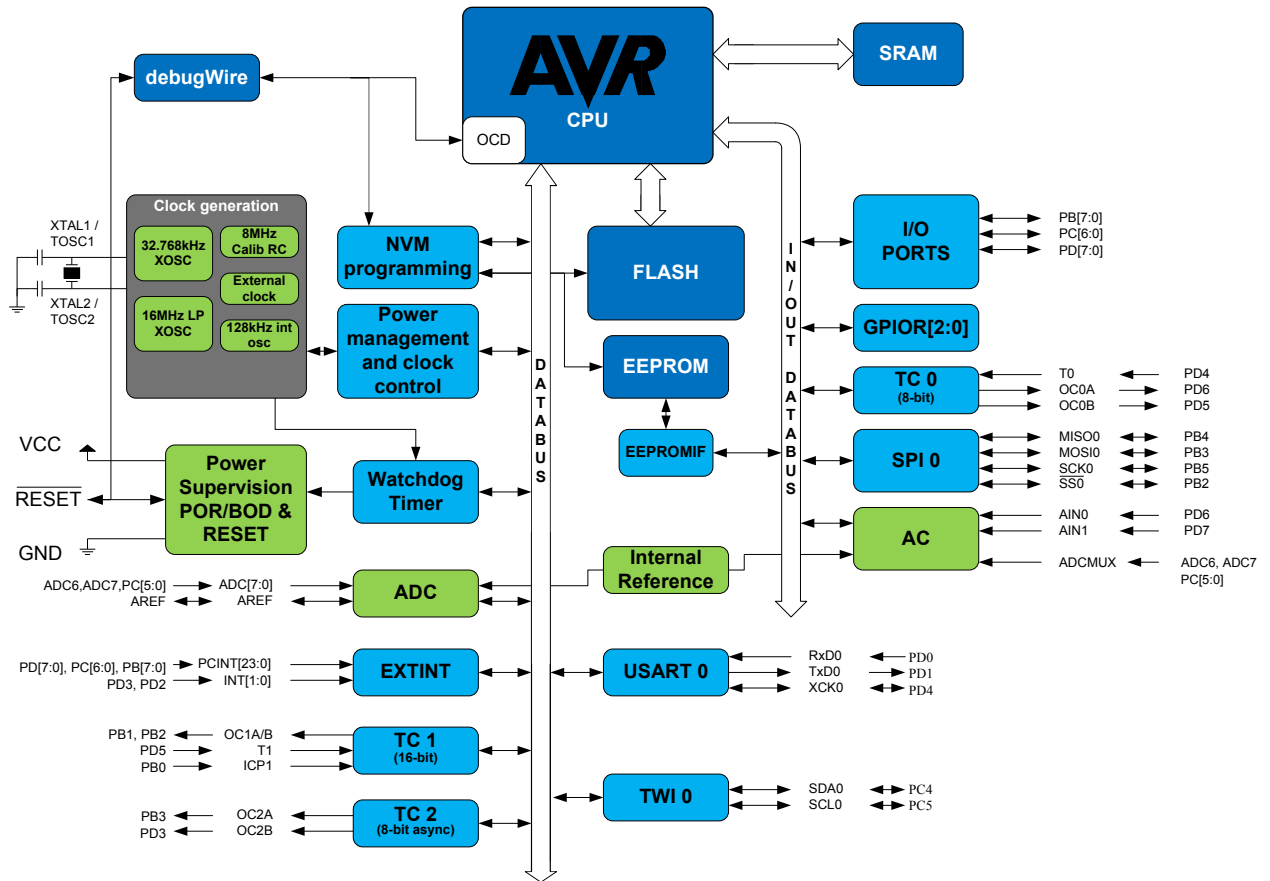 AVR
CPU
OCD
SRAM
debugWire
Clock generation
XTAL1 /
TOSC1
XTAL2 /
TOSC2
32.768kHz
XOSC
8MHz
Calib RC
External
clock
16MHz LP
XOSC
128kHz int
osc
NVM
programming
Power
management
and clock
control
FLASH
EEPROM
EEPROMIF
DATABUS
IN/OUT DATABUS
I/O
PORTS
PB[7:0]
PC[6:0]
PD[7:0]
GPIOR[2:0]
TC 0
(8-bit)
T0 PD4
OC0A PD6
OC0B PD5
SPI 0
MISO0 PB4
MOSI0 PB3
SCK0 PB5
SS0 PB2
AC
AIN0 PD6
AIN1 PD7
ADCMUX ADC6, ADC7
PC[5:0]
VCC
RESET
GND
Power
Supervision
POR/BOD &
RESET
Watchdog
Timer
Internal
Reference
ADC6,ADC7,PC[5:0] ADC[7:0]
AREF AREF
ADC
PD[7:0], PC[6:0], PB[7:0] PCINT[23:0]
PD3, PD2 INT[1:0]
EXTINT
USART 0
RxD0 PD0
TxD0 PD1
XCK0 PD4
PB1, PB2 OC1A/B
PD5 T1
PB0 ICP1
TC 1
(16-bit)
TWI 0
SDA0 PC4
SCL0 PC5
PB3 OC2A
PD3 OC2B
TC 2
(8-bit async)